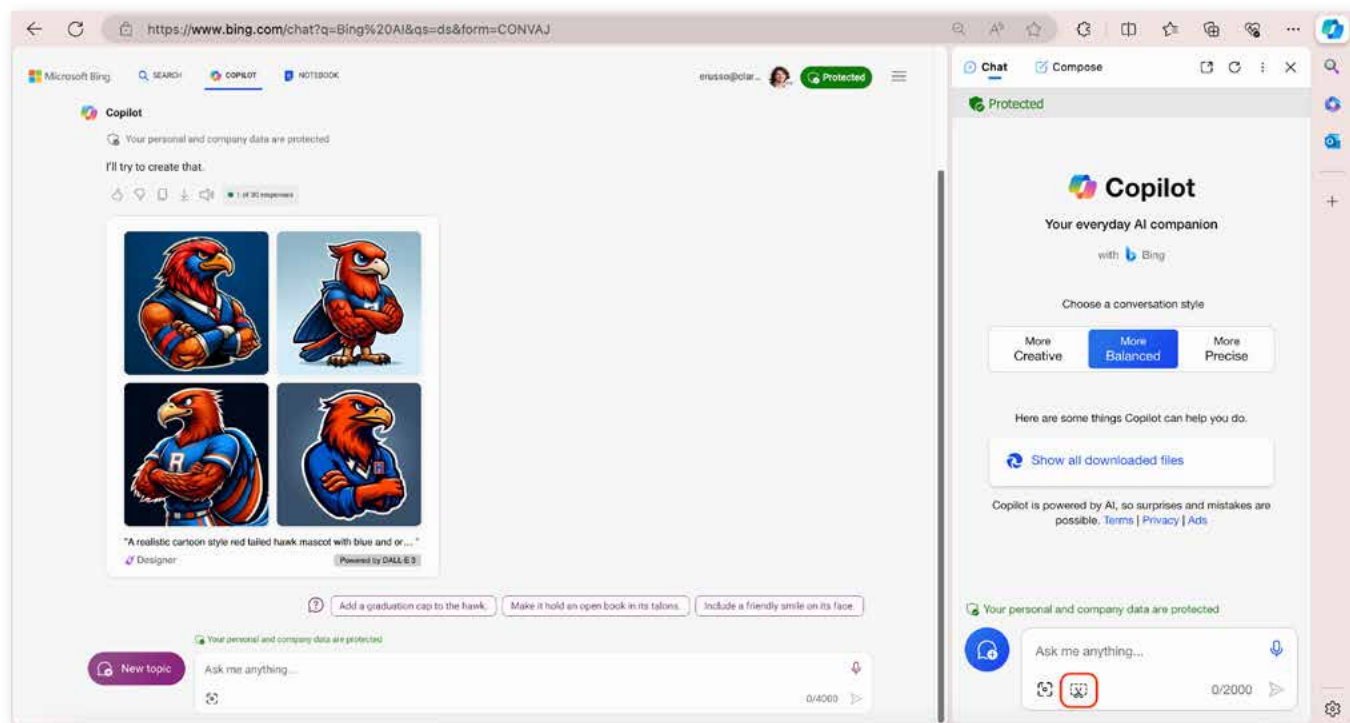 https://www.bing.com/chat?q=Bing%20AI&qs=ds&form=CONVAJ
Microsoft Bing
SEARCH
COPILOT
NOTEBOOK
erusso@clar...
Protected
Copilot
Your personal and company data are protected
I'll try to create that.
1 of 30 responses
"A realistic cartoon style red tailed hawk mascot with blue and or... "
Designer
Powered by DALL·E 3
Add a graduation cap to the hawk.
Make it hold an open book in its talons.
Include a friendly smile on its face.
Your personal and company data are protected
New topic
Ask me anything...
0/4000
Chat
Compose
Protected
Copilot
Your everyday AI companion
with Bing
Choose a conversation style
More
Creative
More
Balanced
More
Precise
Here are some things Copilot can help you do.
Show all downloaded files
Copilot is powered by AI, so surprises and mistakes are
possible. Terms | Privacy | Ads
Your personal and company data are protected
Ask me anything...
0/2000